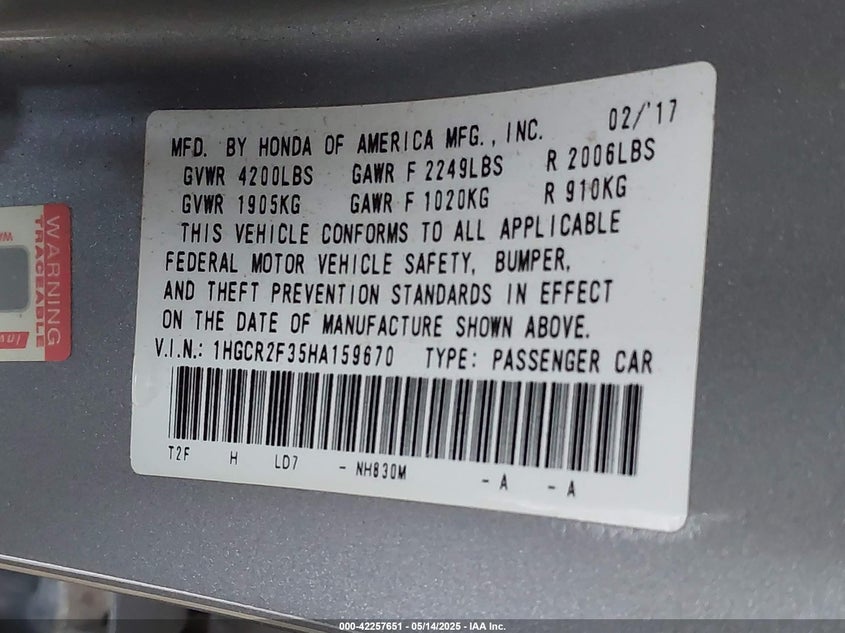 MFD. BY HONDA OF AMERICA MFG., INC. 02/'17
GVWR 4200LBS GAWR F 2249LBS R 2006LBS
GVWR 1905KG GAWR F 1020KG R 910KG
THIS VEHICLE CONFORMS TO ALL APPLICABLE
FEDERAL MOTOR VEHICLE SAFETY, BUMPER,
AND THEFT PREVENTION STANDARDS IN EFFECT
ON THE DATE OF MANUFACTURE SHOWN ABOVE.
V.I.N.: 1HGCR2F35HA159670 TYPE: PASSENGER CAR
T2F H LD7 - NH830M - A - A
WARNING
TRACEABLE
000-42257651 - 05/14/2025 - IAA Inc.